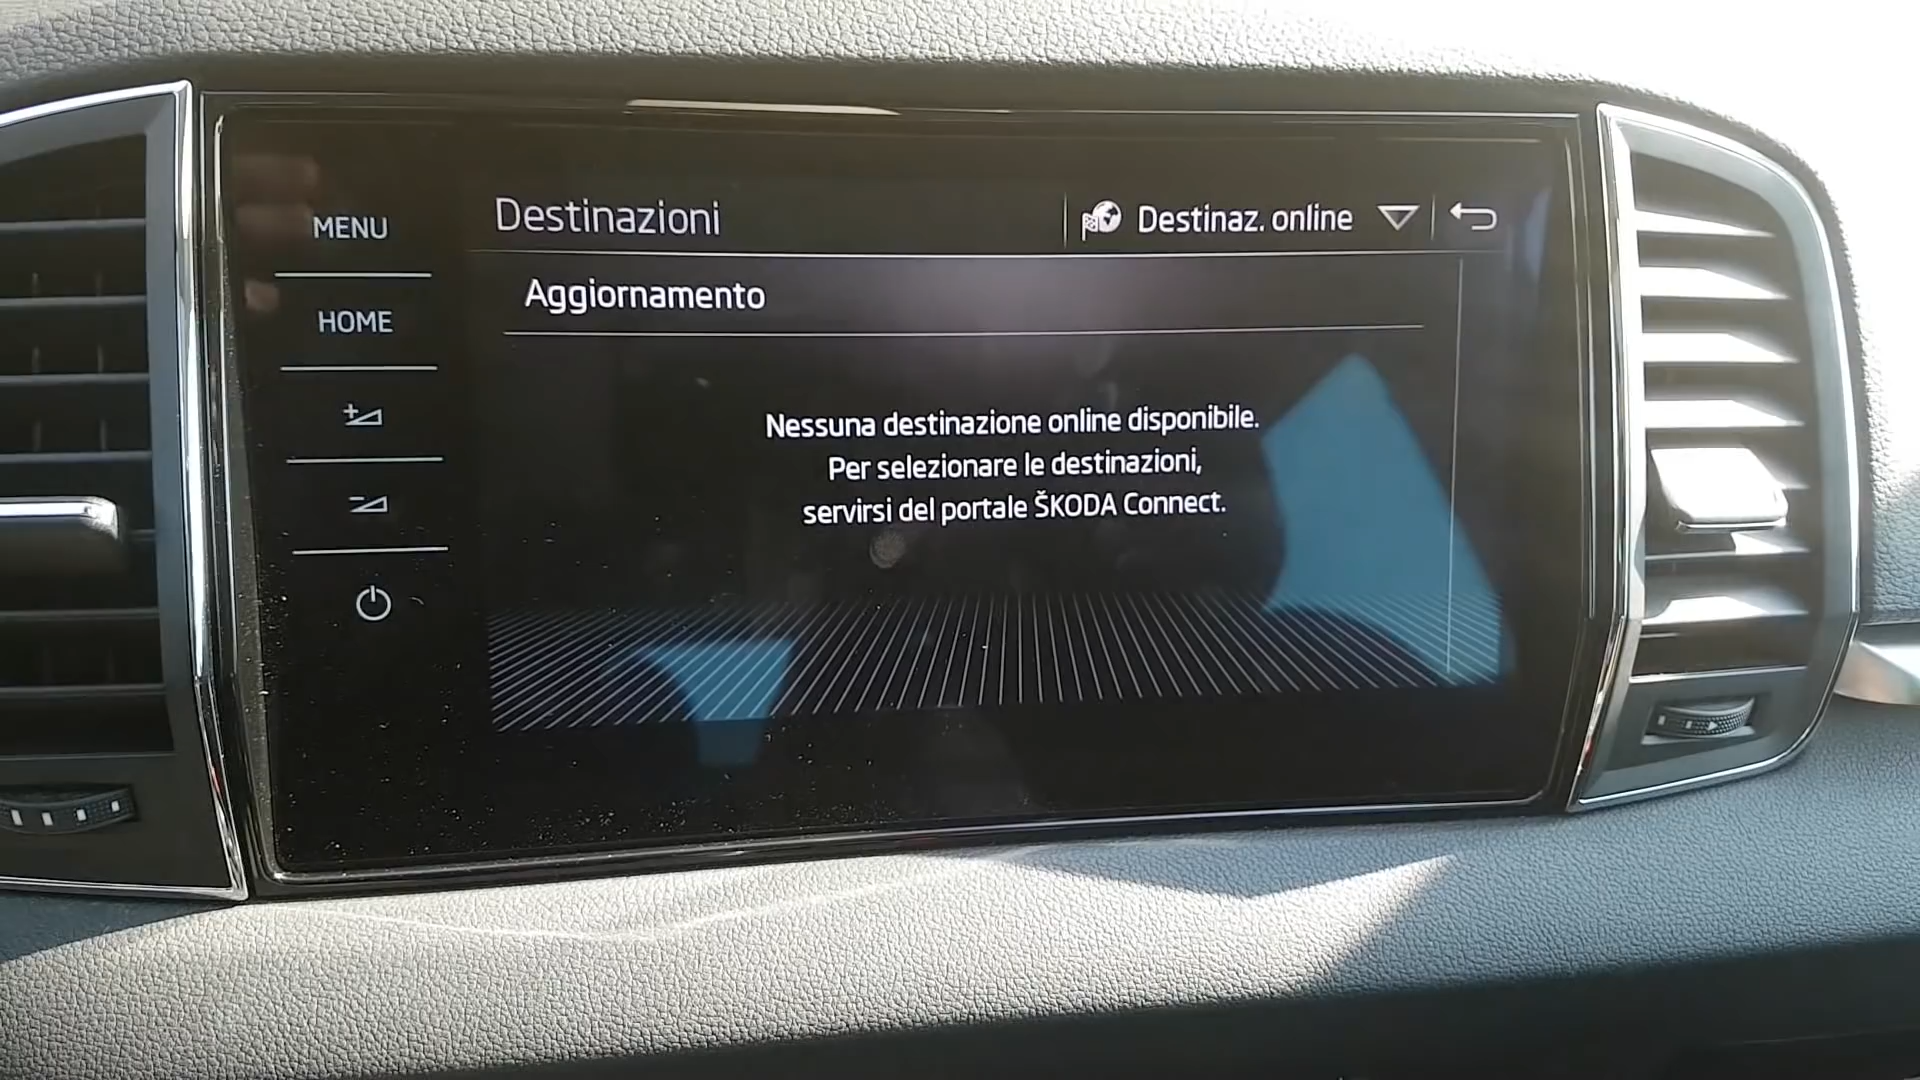 MENU
HOME
Destinazioni
Destinaz. online
Aggiornamento
Nessuna destinazione online disponibile.
Per selezionare le destinazioni,
servirsi del portale ŠKODA Connect.